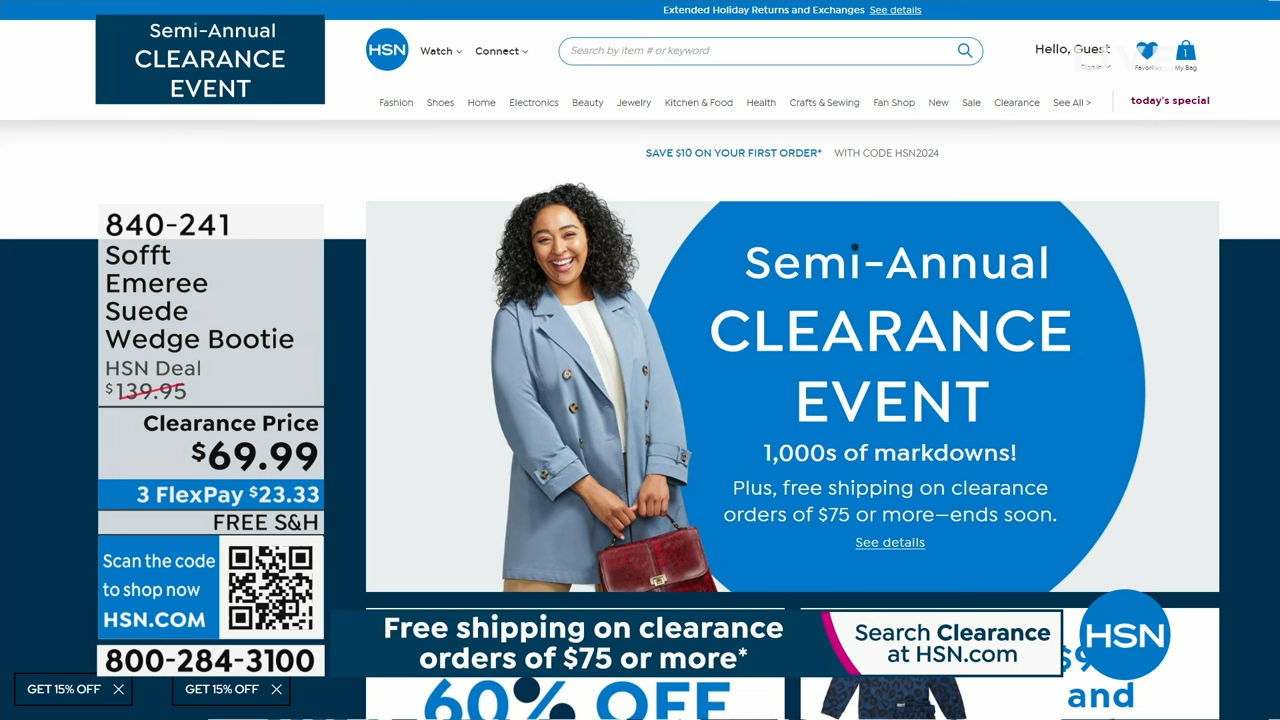 Extended Holiday Returns and Exchanges See details
Semi-Annual
CLEARANCE
EVENT
HSN
Watch
Connect
Search by item # or keyword
Hello, Guest
Sign In
Favorites
1
My Bag
Fashion Shoes Home Electronics Beauty Jewelry Kitchen & Food Health Crafts & Sewing Fan Shop New Sale Clearance See All >
today's special
SAVE $10 ON YOUR FIRST ORDER* WITH CODE HSN2024
840-241
Sofft
Emeree
Suede
Wedge Bootie
HSN Deal
$139.95
Clearance Price
$69.99
3 FlexPay $23.33
FREE S&H
Scan the code
to shop now
HSN.COM
800-284-3100
GET 15% OFF
GET 15% OFF
Semi-Annual
CLEARANCE
EVENT
1,000s of markdowns!
Plus, free shipping on clearance
orders of $75 or more—ends soon.
See details
Free shipping on clearance
orders of $75 or more*
Search Clearance
at HSN.com
HSN
60% OFF
and